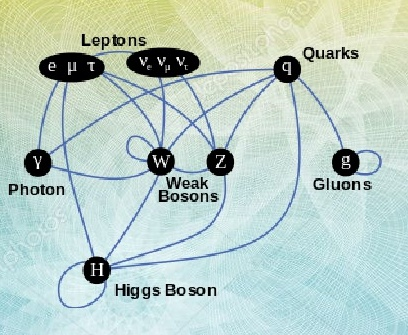 Leptons
e μ τ
νe νμ ντ
q
Quarks
γ
W
Z
g
Photon
Weak
Bosons
Gluons
H
Higgs Boson